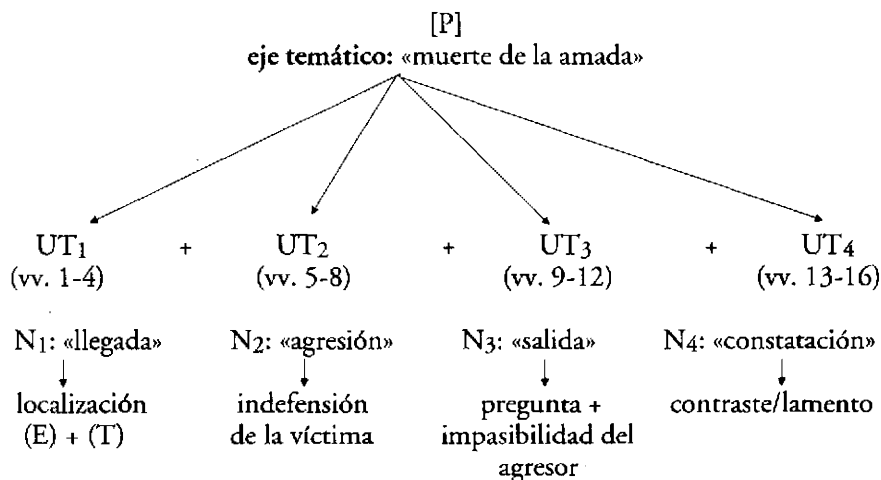 [P]
eje temático: «muerte de la amada»
UT1 + UT2 + UT3 + UT4
(vv. 1-4) (vv. 5-8) (vv. 9-12) (vv. 13-16)
N1: «llegada» N2: «agresión» N3: «salida» N4: «constatación»
localización indefensión pregunta + contraste/lamento
(E) + (T) de la víctima impasibilidad del
agresor